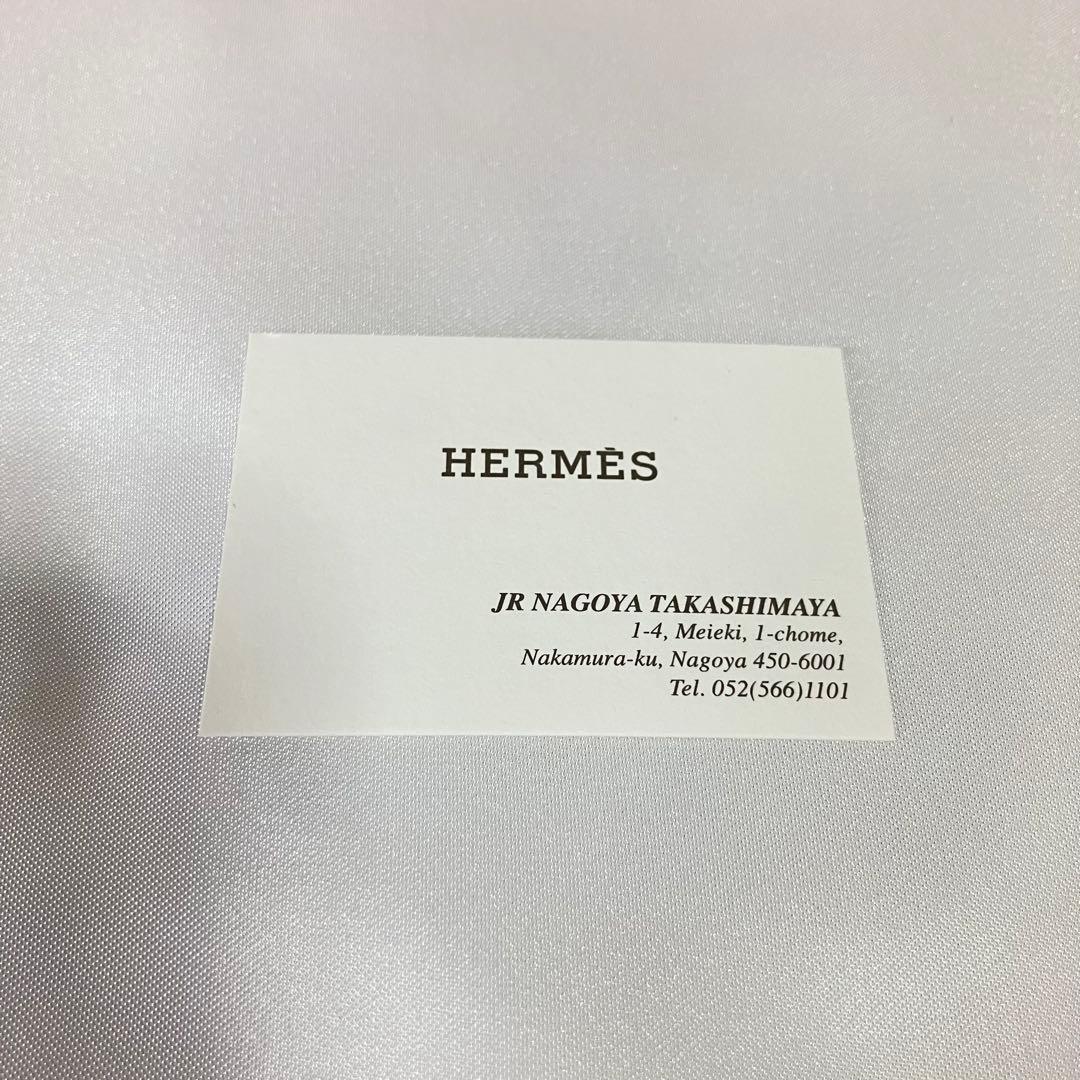 HERMÈS
JR NAGOYA TAKASHIMAYA
1-4, Meieki, 1-chome,
Nakamura-ku, Nagoya 450-6001
Tel. 052(566)1101